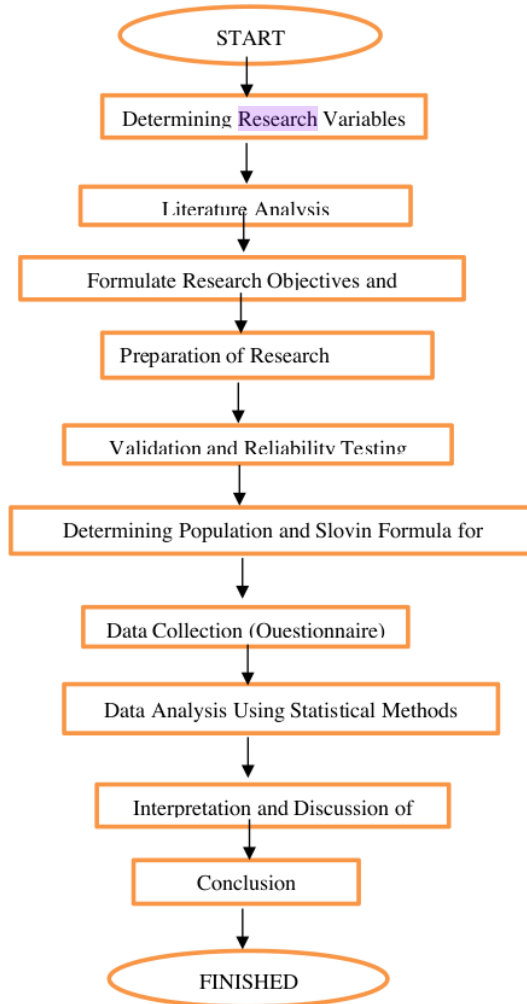 START
Determining Research Variables
Literature Analysis
Formulate Research Objectives and
Preparation of Research
Validation and Reliability Testing
Determining Population and Slovin Formula for
Data Collection (Questionnaire)
Data Analysis Using Statistical Methods
Interpretation and Discussion of
Conclusion
FINISHED